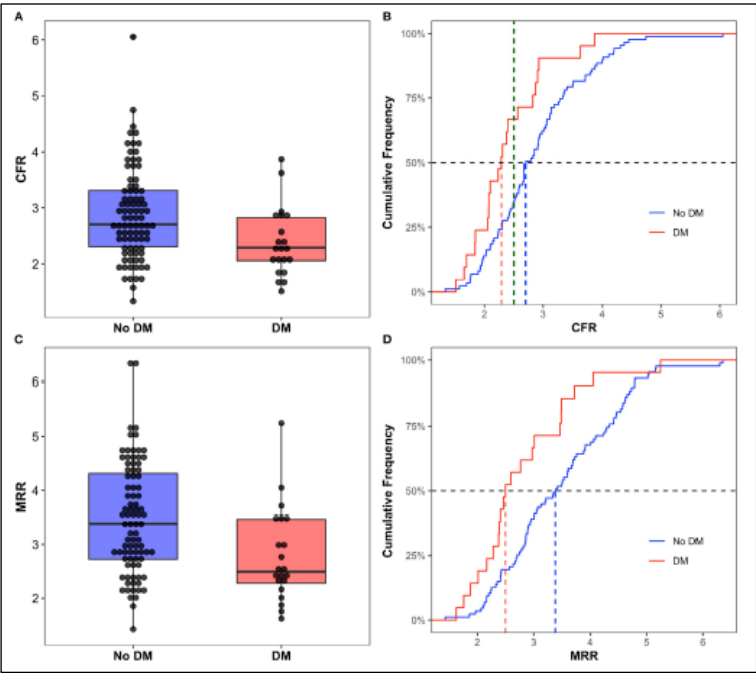 A
6
5
4
3
2
CFR
No DM
DM
B
100%
75%
50%
25%
0%
Cumulative Frequency
No DM
DM
2
3
4
5
6
CFR
C
6
5
4
3
2
MRR
No DM
DM
D
100%
75%
50%
25%
0%
Cumulative Frequency
No DM
DM
2
3
4
5
6
MRR